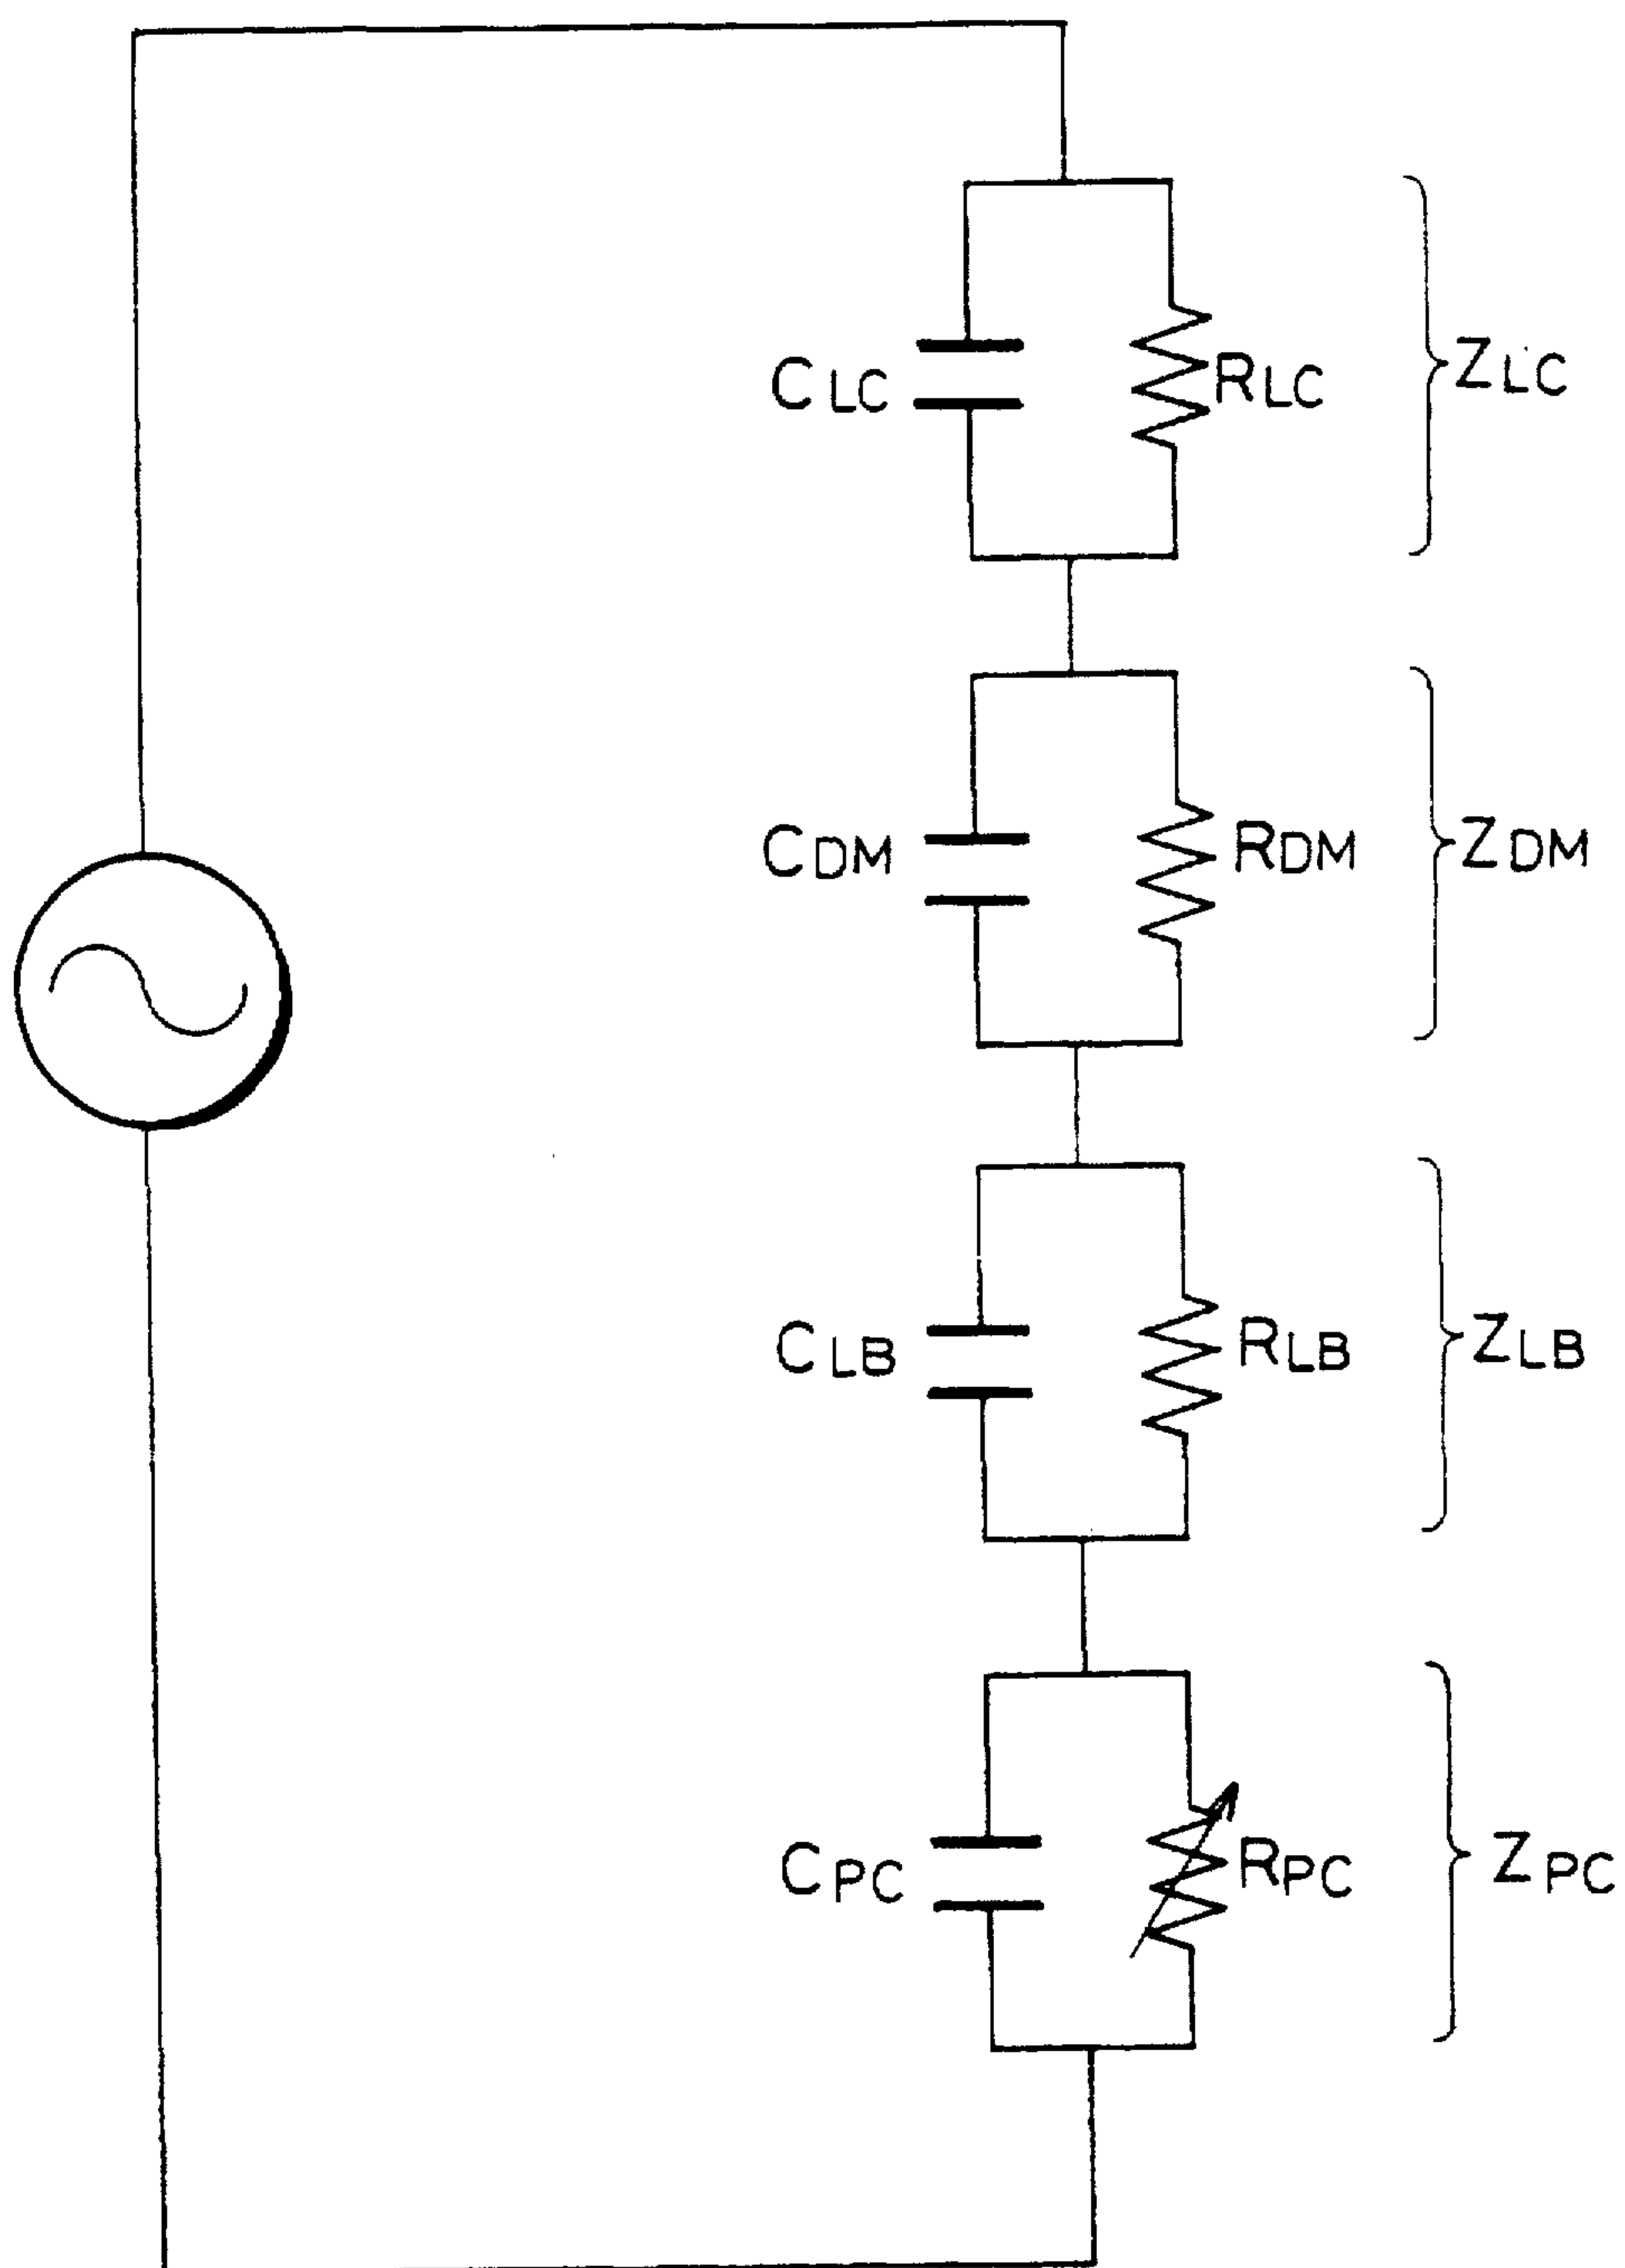 CLC RLC ZLC
CDM RDM ZDM
CLB RLB ZLB
CPC RPC ZPC